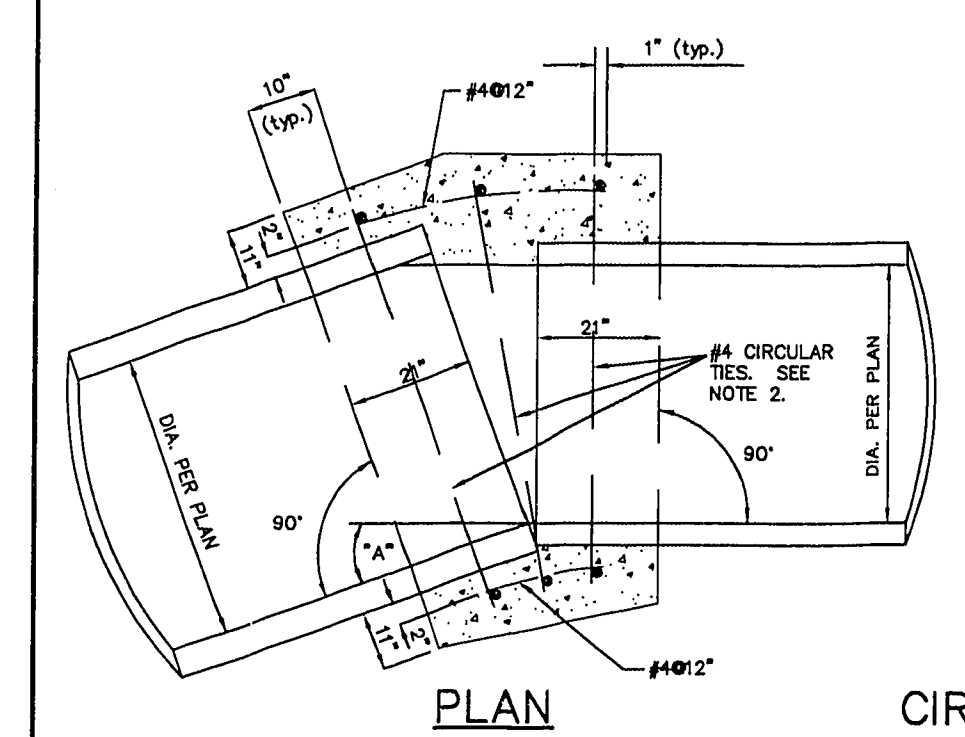 1" (typ.)
10"
(typ.)
#4@12"
2"
11"
21"
#4 CIRCULAR
TIES. SEE
NOTE 2.
21"
DIA. PER PLAN
DIA. PER PLAN
90°
90°
"A"
11"
2"
#4@12"
PLAN
CIR